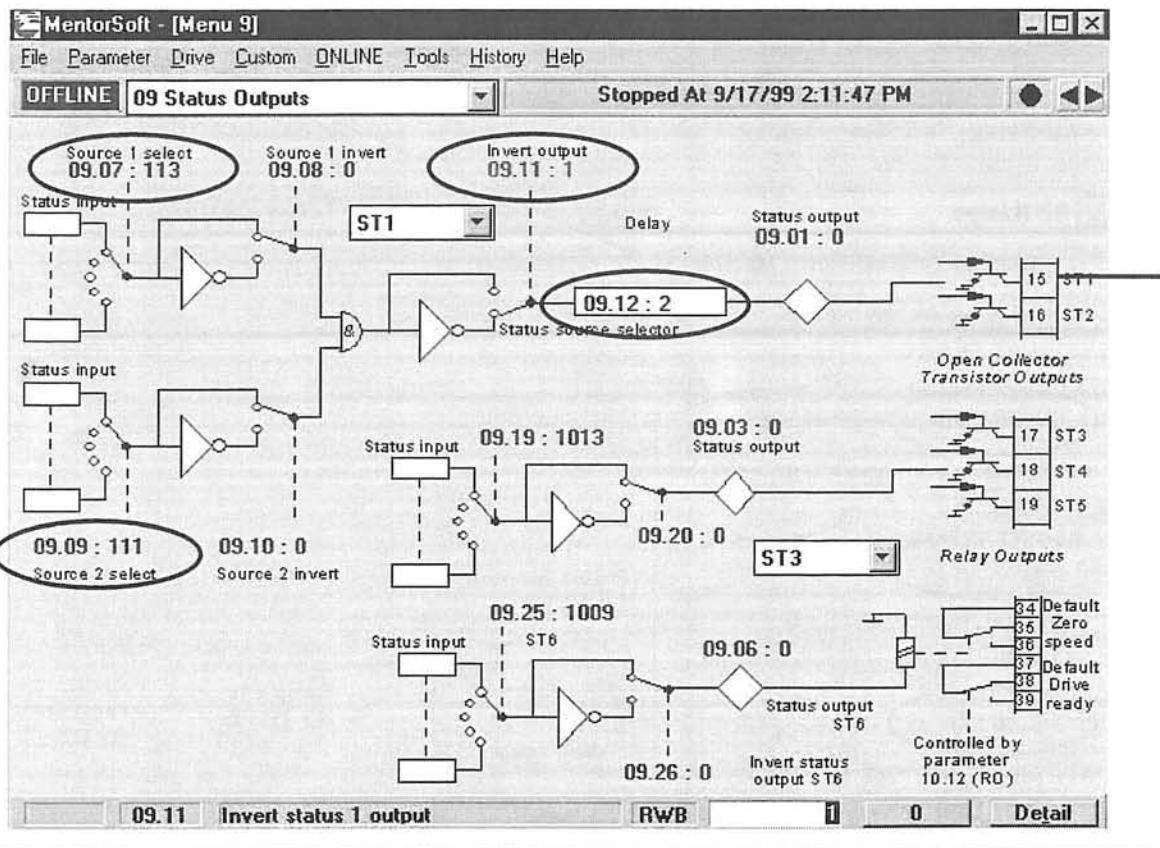 MentorSoft - [Menu 9]
File Parameter Drive Custom ONLINE Tools History Help
OFFLINE 09 Status Outputs Stopped At 9/17/99 2:11:47 PM
Source 1 select
09.07 : 113
Source 1 invert
09.08 : 0
Invert output
09.11 : 1
Status input
ST1
Delay
Status output
09.01 : 0
09.12 : 2
Status source selector
15 ST1
16 ST2
&
Open Collector
Transistor Outputs
Status input
Status input
09.19 : 1013
09.03 : 0
Status output
17 ST3
18 ST4
19 ST5
09.20 : 0
ST3
Relay Outputs
09.09 : 111
Source 2 select
09.10 : 0
Source 2 invert
09.25 : 1009
ST6
Status input
09.06 : 0
34 Default
35 Zero
36 speed
37 Default
38 Drive
39 ready
Status output
ST6
09.26 : 0
Invert status
output ST6
Controlled by
parameter
10.12 (RO)
09.11 Invert status 1 output RWB 1 0 Detail